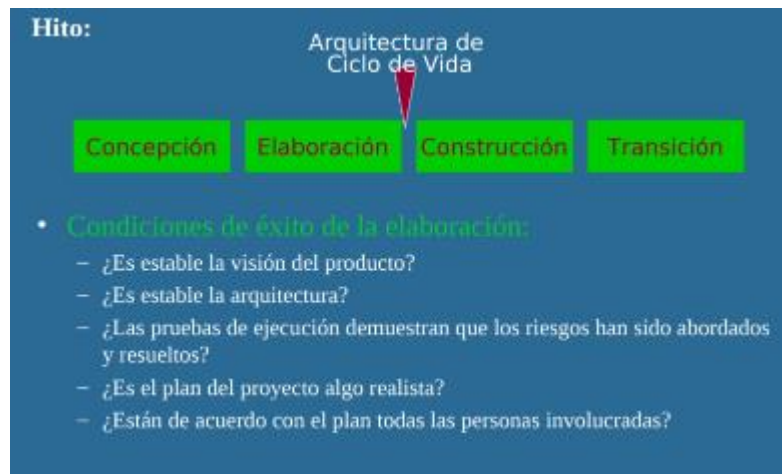 Hito:
Arquitectura de
Ciclo de Vida
Concepción Elaboración Construcción Transición
• Condiciones de éxito de la elaboración:
– ¿Es estable la visión del producto?
– ¿Es estable la arquitectura?
– ¿Las pruebas de ejecución demuestran que los riesgos han sido abordados
y resueltos?
– ¿Es el plan del proyecto algo realista?
– ¿Están de acuerdo con el plan todas las personas involucradas?